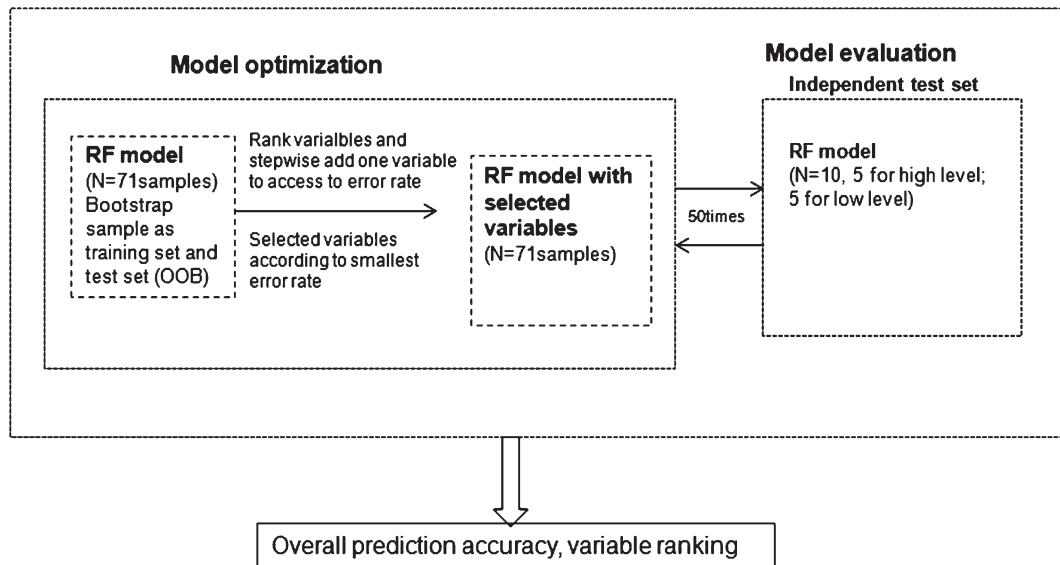 Model optimization
RF model
(N=71samples)
Bootstrap
sample as
training set and
test set (OOB)
Rank varialbles and
stepwise add one variable
to access to error rate
Selected variables
according to smallest
error rate
RF model with
selected
variables
(N=71samples)
50times
Model evaluation
Independent test set
RF model
(N=10, 5 for high level;
5 for low level)
Overall prediction accuracy, variable ranking